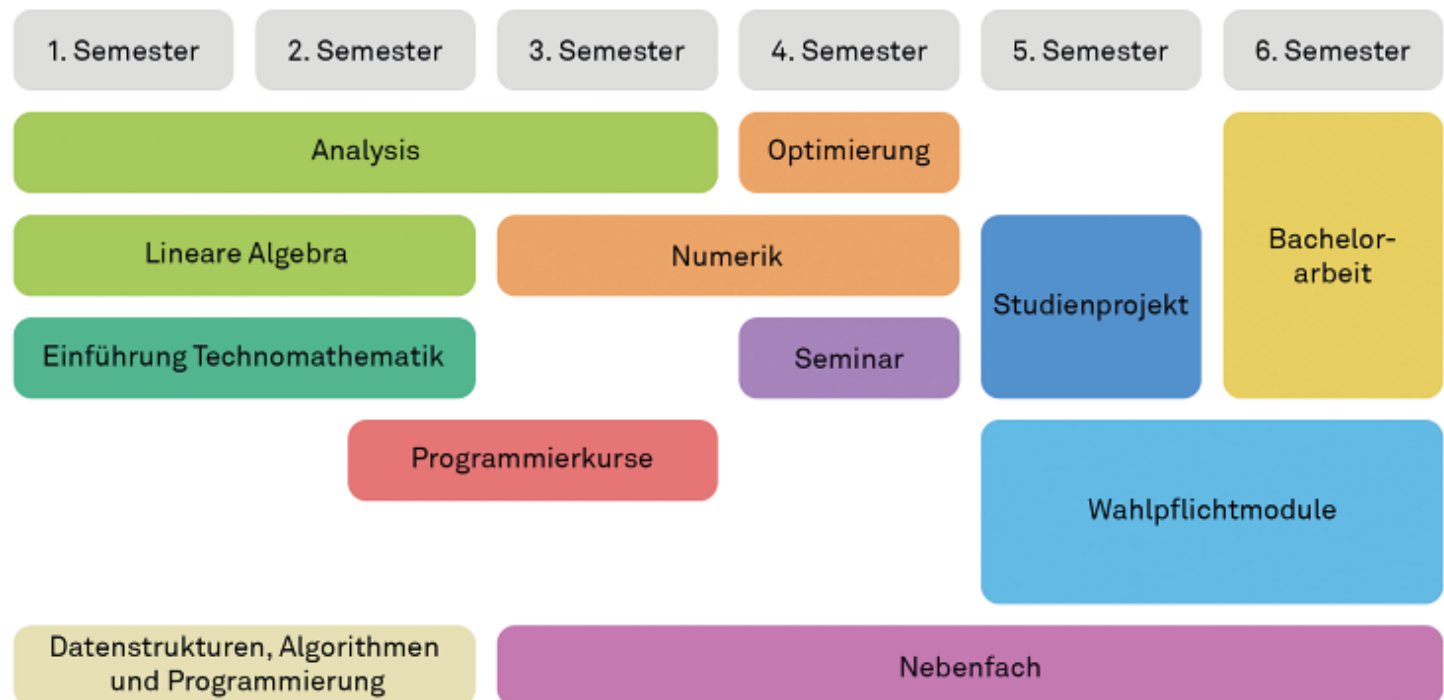 1. Semester
2. Semester
3. Semester
4. Semester
5. Semester
6. Semester
Analysis
Optimierung
Bachelor-
arbeit
Lineare Algebra
Numerik
Studienprojekt
Einführung Technomathematik
Seminar
Programmierkurse
Wahlpflichtmodule
Datenstrukturen, Algorithmen
und Programmierung
Nebenfach